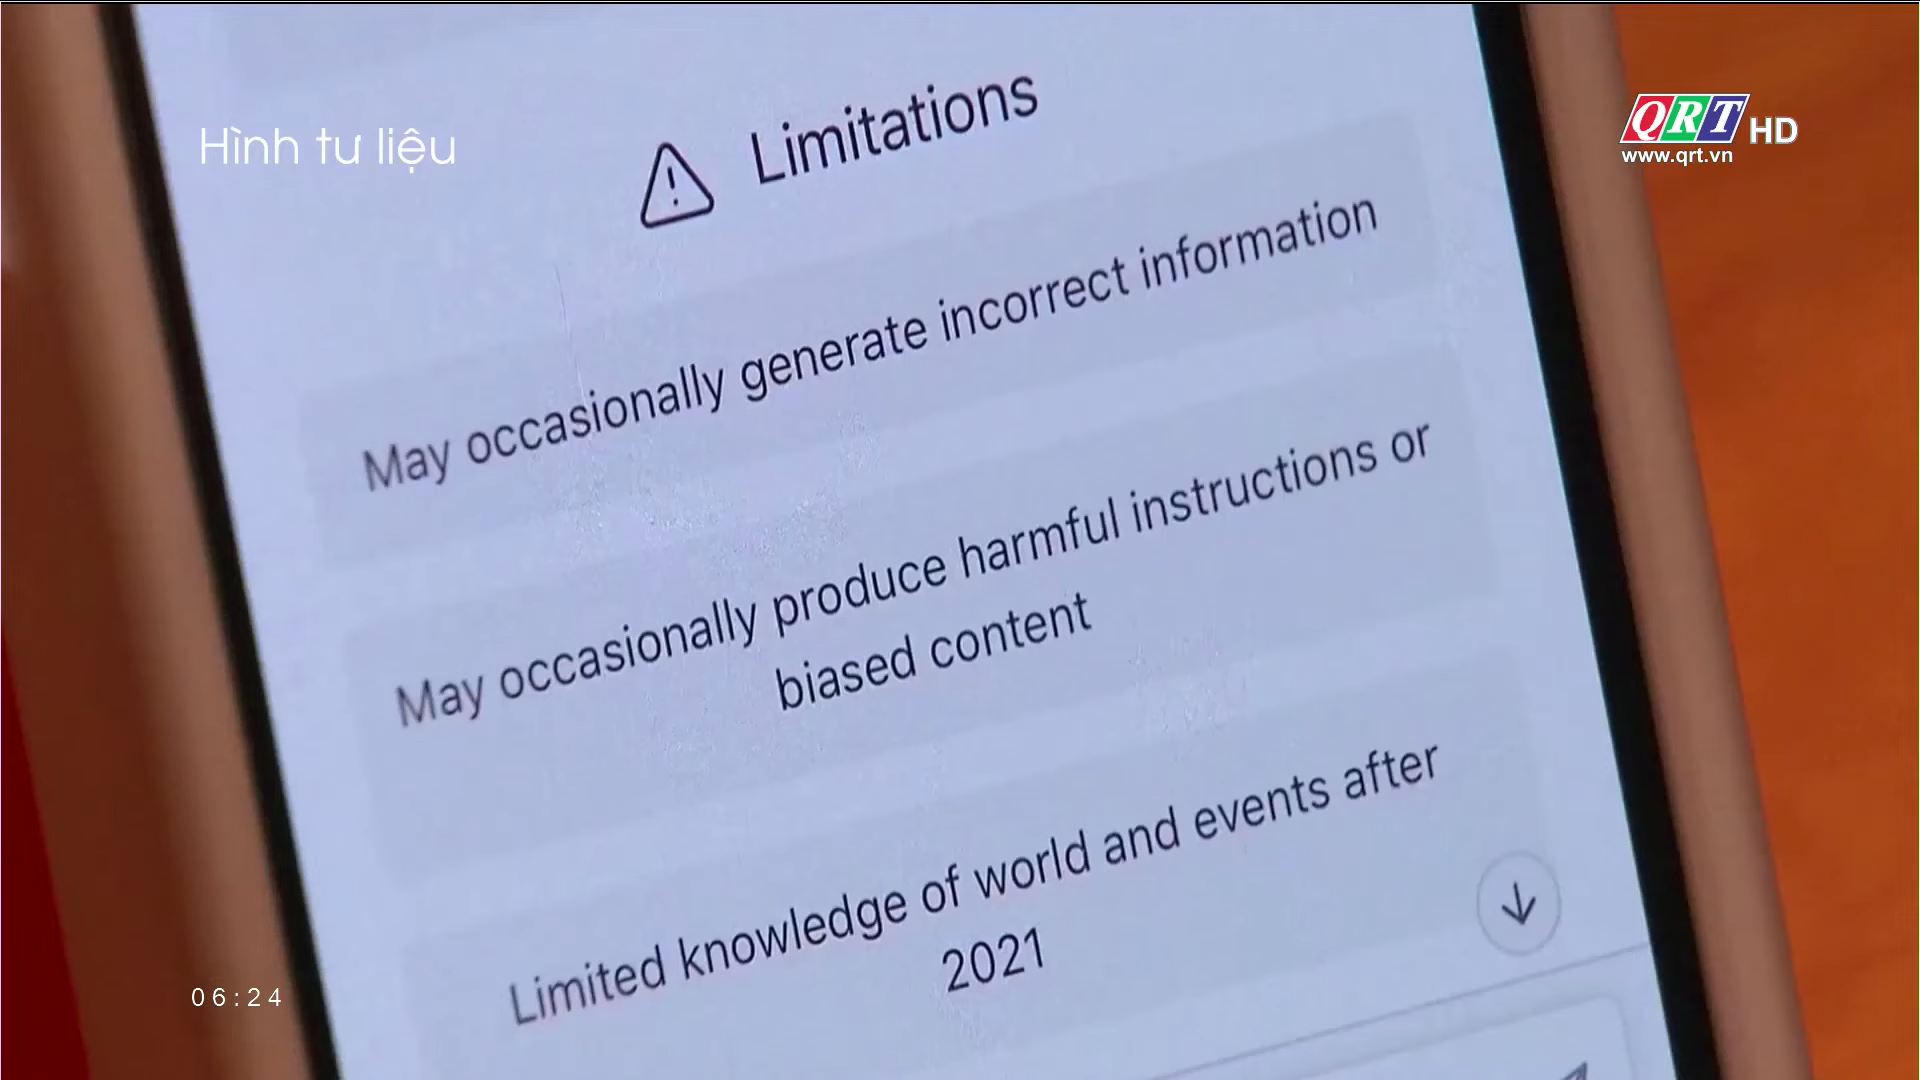 Hình tư liệu
QRT HD
www.qrt.vn
Limitations
May occasionally generate incorrect information
May occasionally produce harmful instructions or
biased content
Limited knowledge of world and events after
2021
06:24